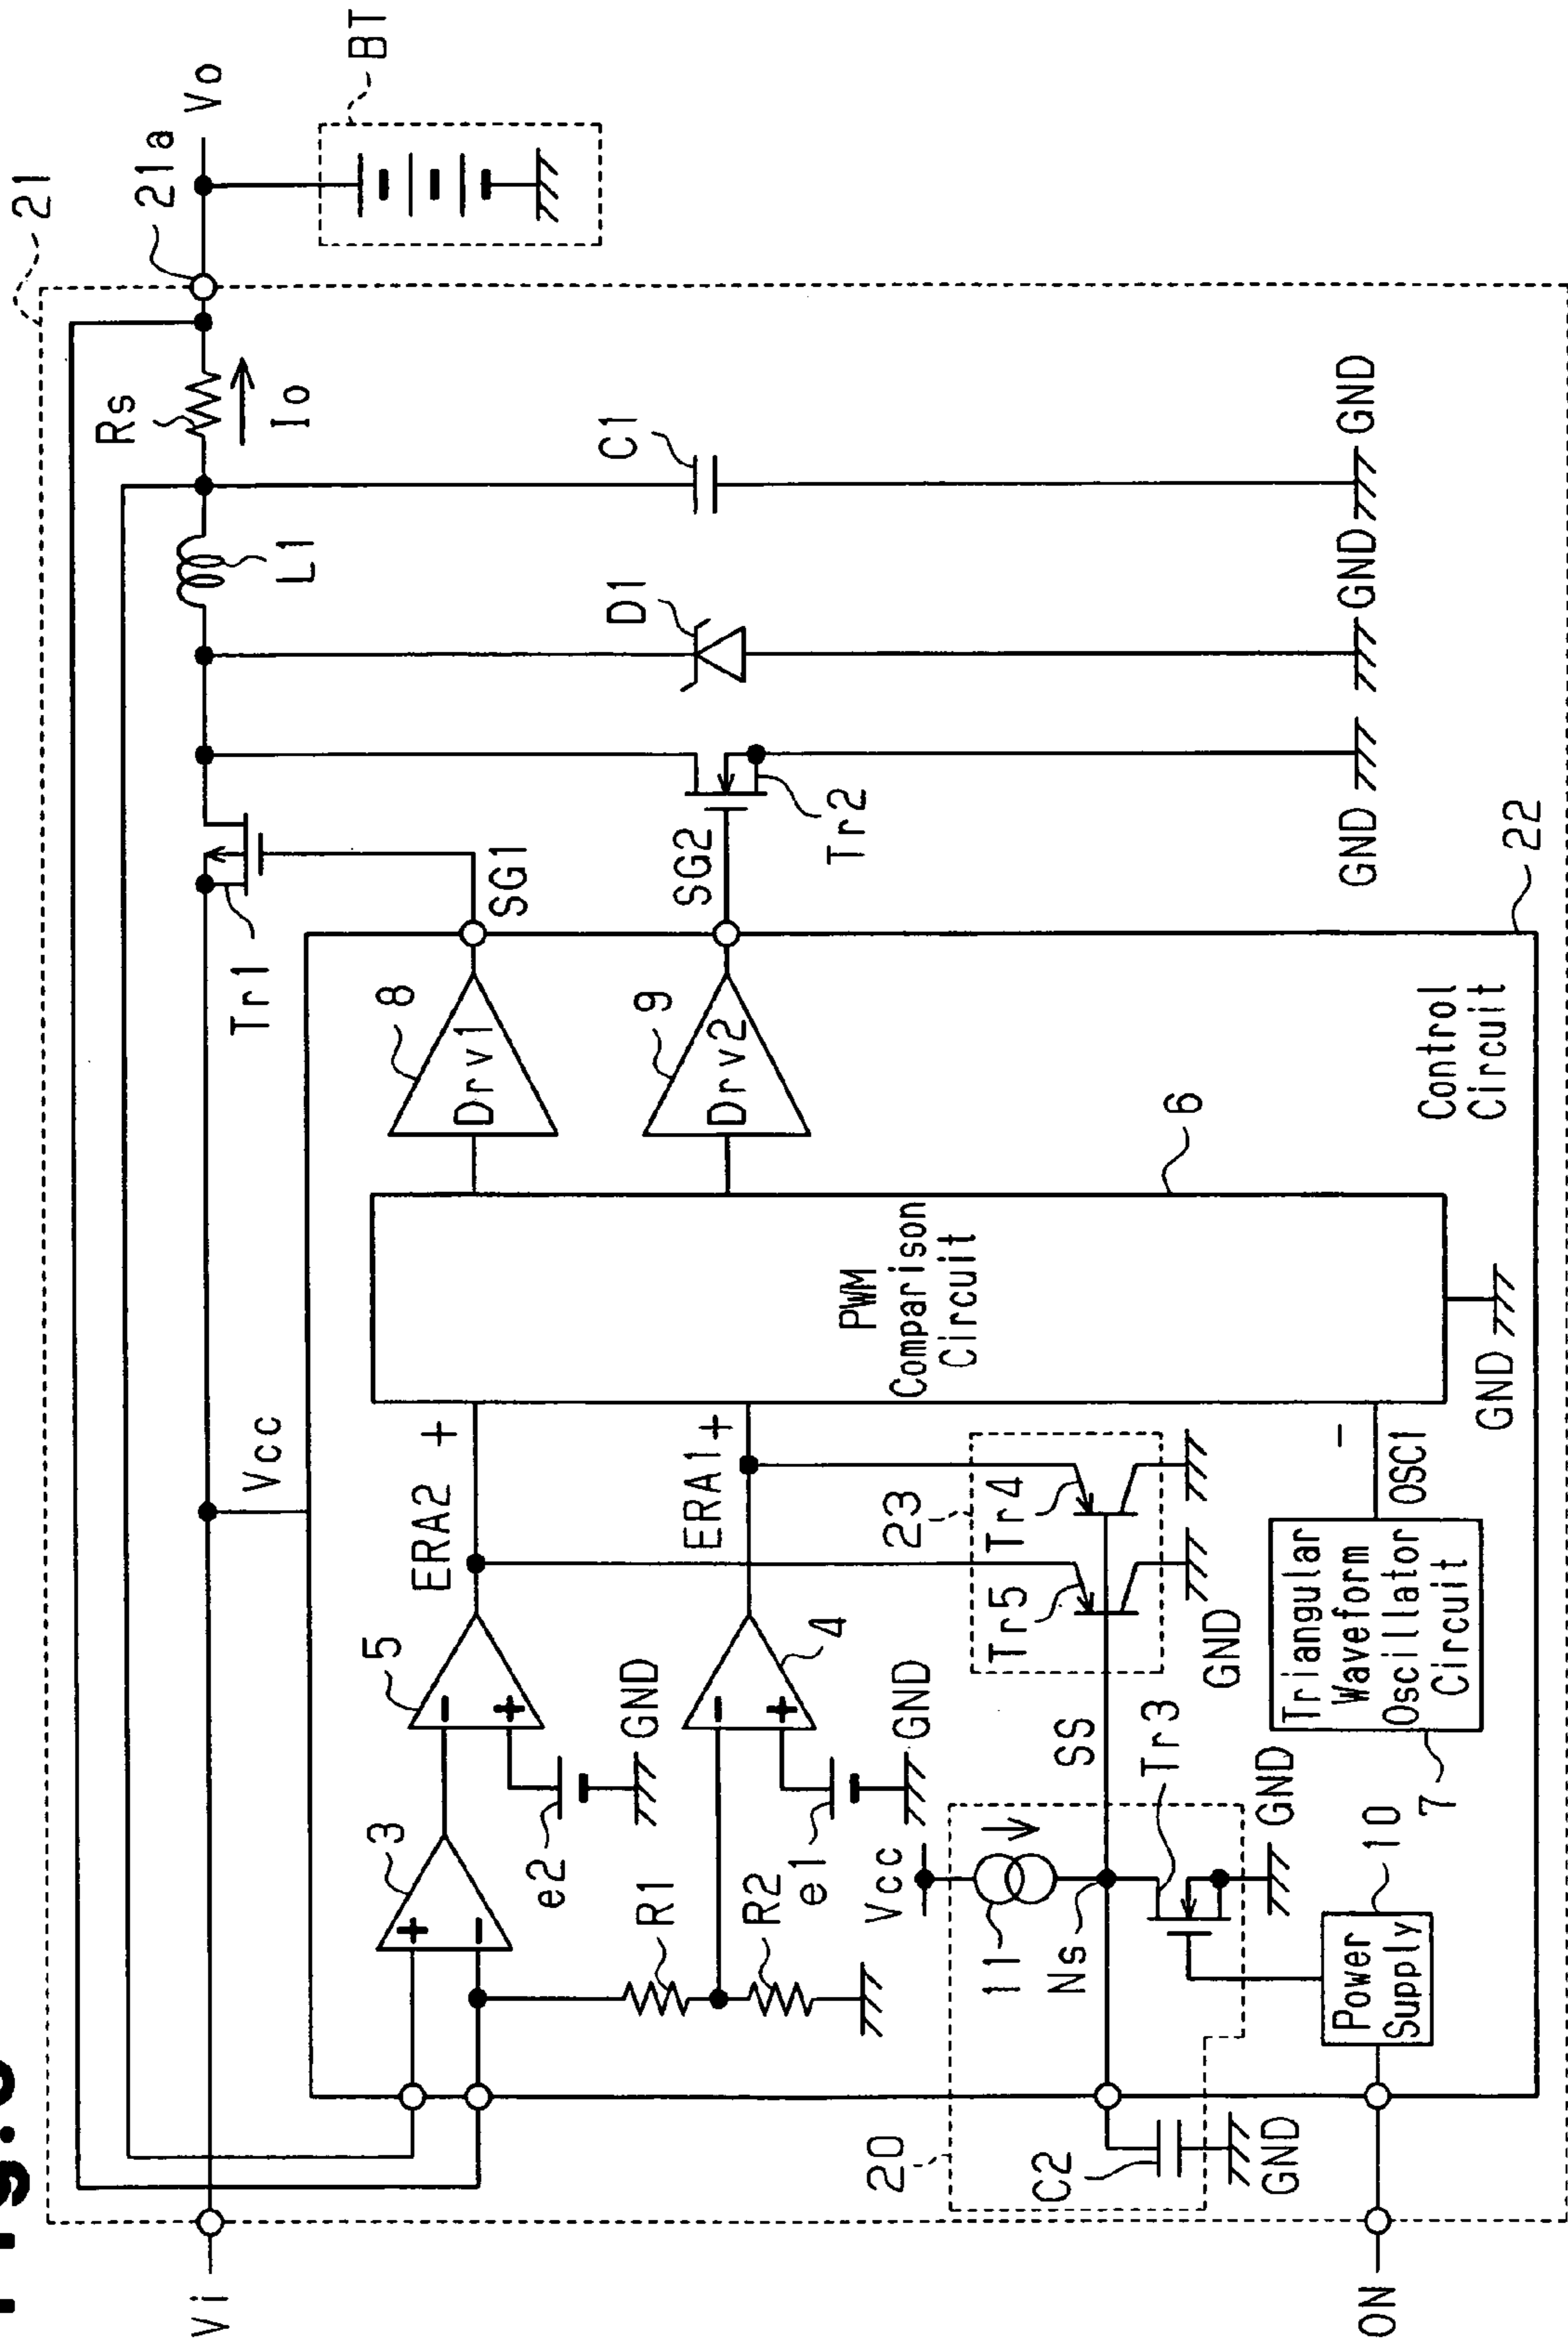 21
21a
Vo
BT
Rs
Io
C1
L1
D1
GND
GND
GND
Tr1
Tr2
SG1
SG2
22
8
Drv1
9
Drv2
Control
Circuit
6
PWM
Comparison
Circuit
GND
Vcc
ERA2
+
ERA1
+
-
OSC1
23
Tr4
Tr5
GND
5
-
+
4
-
+
GND
GND
e2
e1
3
+
-
R1
R2
Vcc
11
Ns
SS
Tr3
GND
Triangular
Waveform
Oscillator
Circuit
7
10
Power
Supply
20
C2
GND
Vi
ON